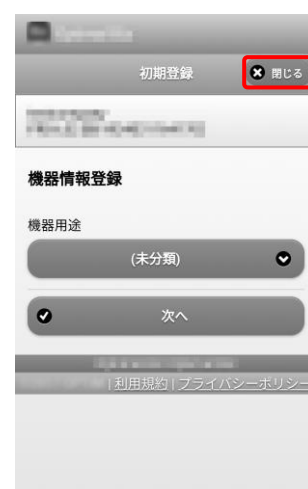 初期登録
閉じる
機器情報登録
機器用途
(未分類)
次へ
| 利用規約 | プライバシーポリシー